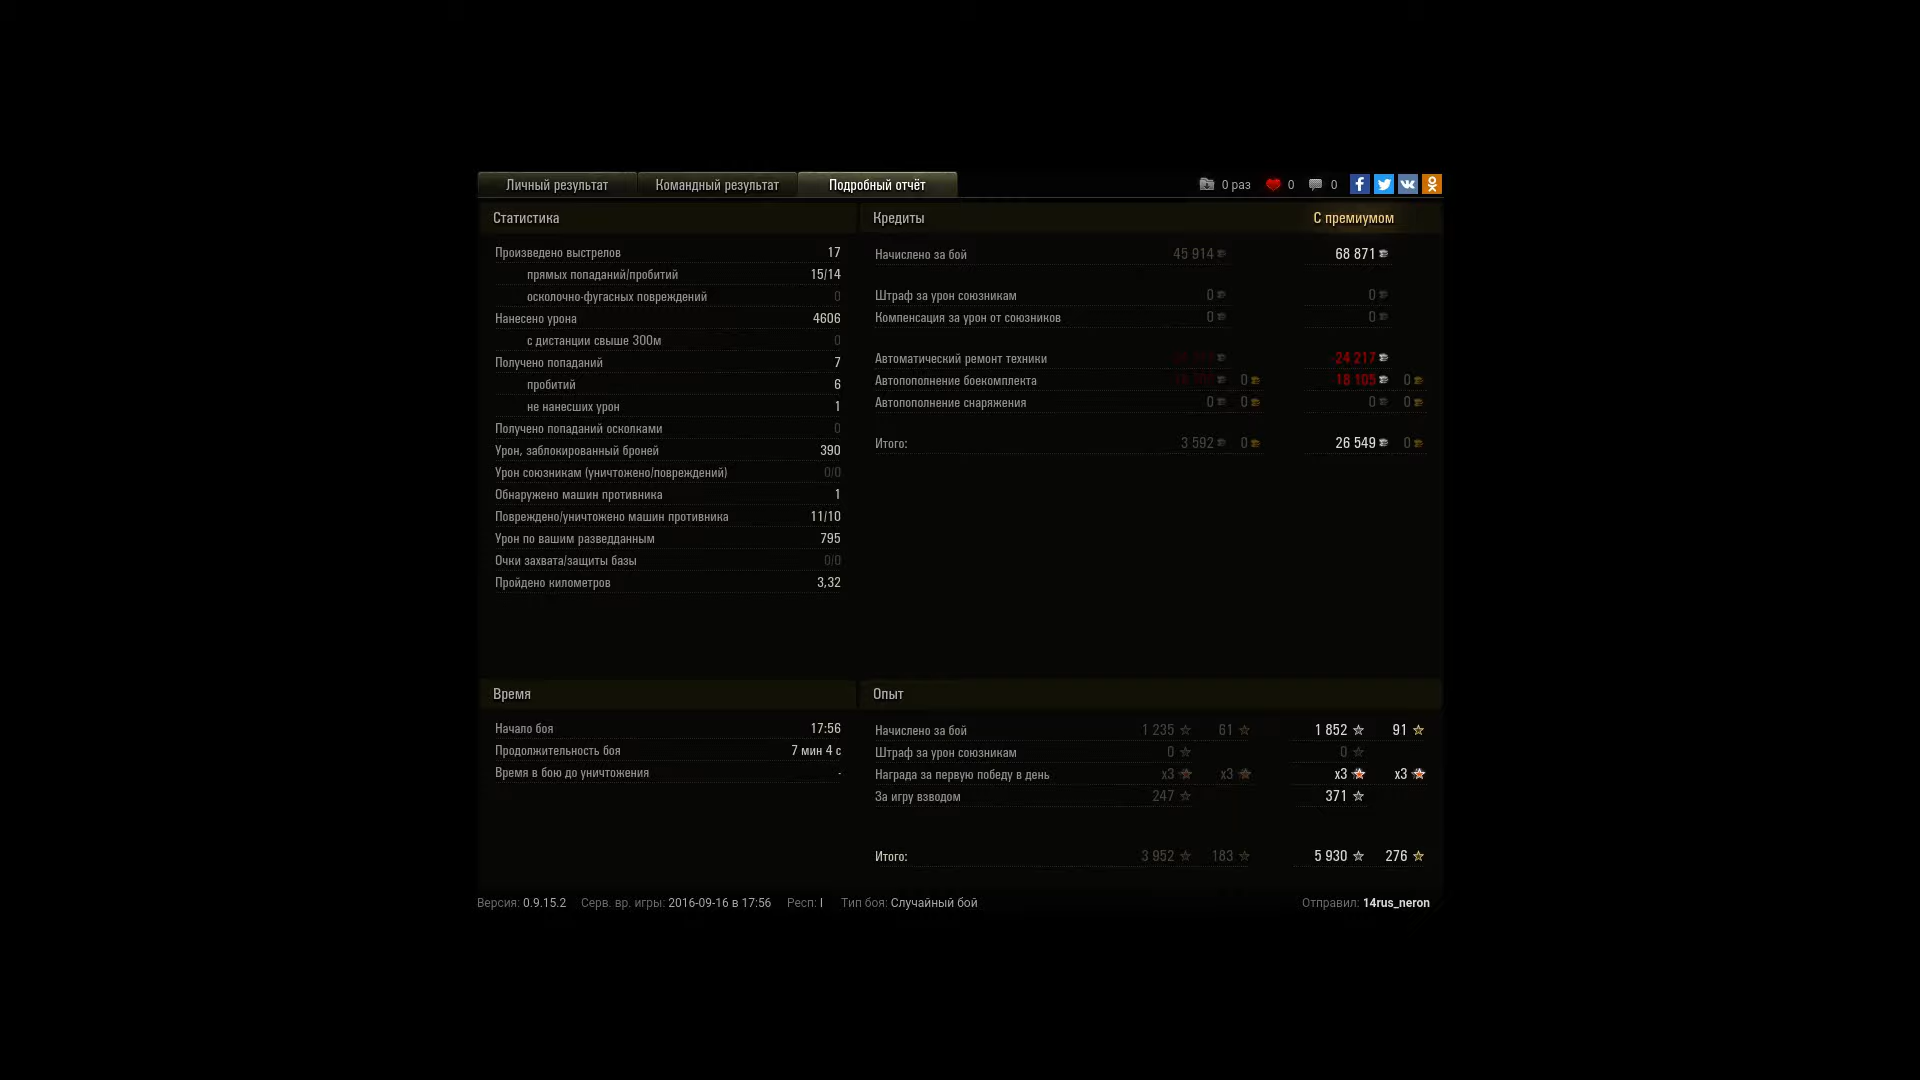 Личный результат Командный результат Подробный отчёт 0 раз 0 0
Статистика
Произведено выстрелов 17
прямых попаданий/пробитий 15/14
осколочно-фугасных повреждений 0
Нанесено урона 4606
с дистанции свыше 300м 0
Получено попаданий 7
пробитий 6
не нанесших урон 1
Получено попаданий осколками 0
Урон, заблокированный броней 390
Урон союзникам (уничтожено/повреждений) 0/0
Обнаружено машин противника 1
Повреждено/уничтожено машин противника 11/10
Урон по вашим разведданным 795
Очки захвата/защиты базы 0/0
Пройдено километров 3,32
Кредиты С премиумом
Начислено за бой 45 914 68 871
Штраф за урон союзникам 0 0
Компенсация за урон от союзников 0 0
Автоматический ремонт техники -24 217
Автопополнение боекомплекта 0 -18 105 0
Автопополнение снаряжения 0 0 0 0
Итого: 3 592 0 26 549 0
Время
Начало боя 17:56
Продолжительность боя 7 мин 4 с
Время в бою до уничтожения -
Опыт
Начислено за бой 1 235 61 1 852 91
Штраф за урон союзникам 0 0
Награда за первую победу в день x3 x3 x3 x3
За игру взводом 247 371
Итого: 3 952 183 5 930 276
Версия: 0.9.15.2 Серв. вр. игры: 2016-09-16 в 17:56 Респ: I Тип боя: Случайный бой Отправил: 14rus_neron